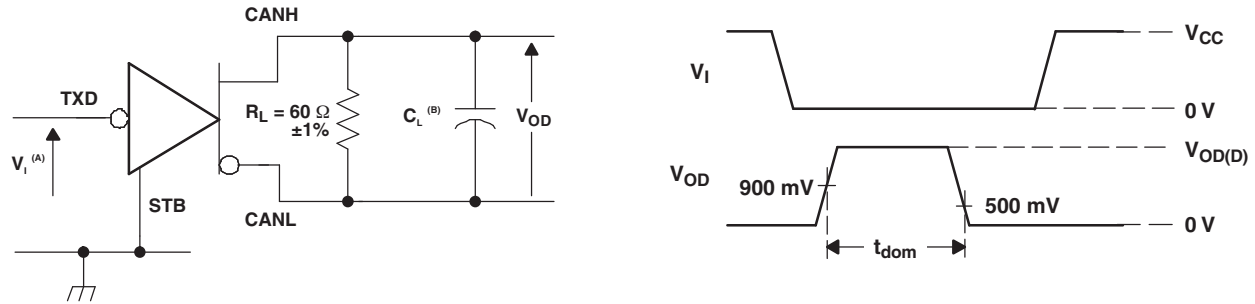 CANH
TXD
R_L = 60 Ω
±1%
C_L (B)
V_OD
V_I (A)
STB
CANL
V_I
V_CC
0 V
V_OD
900 mV
V_OD(D)
500 mV
0 V
t_dom